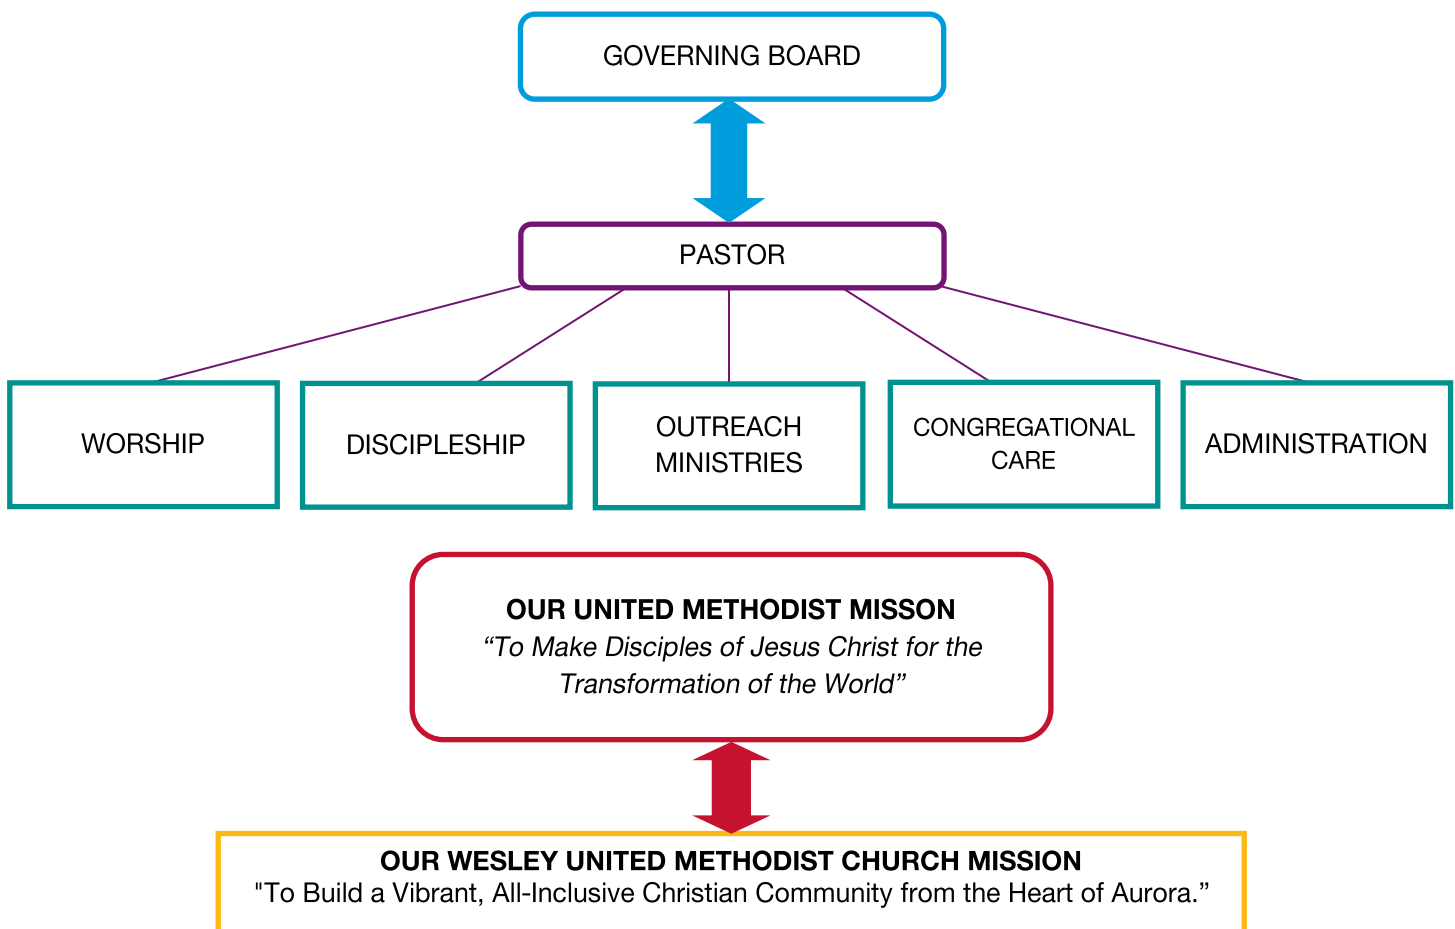 GOVERNING BOARD
PASTOR
WORSHIP
DISCIPLESHIP
OUTREACH
MINISTRIES
CONGREGATIONAL
CARE
ADMINISTRATION
OUR UNITED METHODIST MISSON
“To Make Disciples of Jesus Christ for the
Transformation of the World”
OUR WESLEY UNITED METHODIST CHURCH MISSION
"To Build a Vibrant, All-Inclusive Christian Community from the Heart of Aurora.”